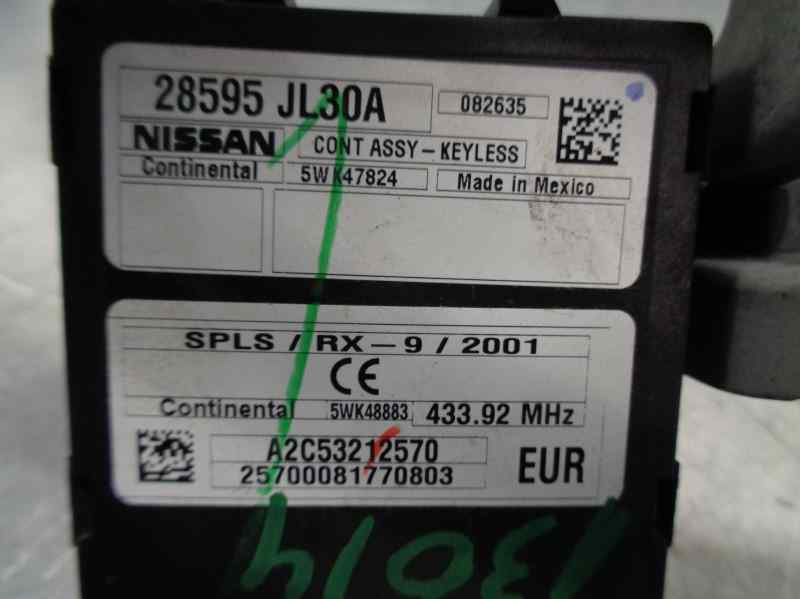 28595 JL30A
082635
NISSAN
CONT ASSY-KEYLESS
Continental
5WK47824
Made in Mexico
SPLS / RX-9 / 2001
CE
Continental
5WK48883
433.92 MHz
A2C53212570
25700081770803
EUR